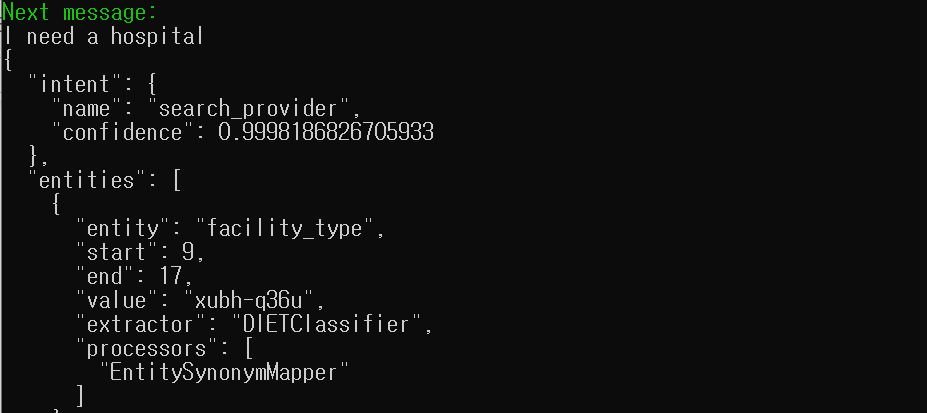 Next message:
I need a hospital
{
  "intent": {
    "name": "search_provider",
    "confidence": 0.9998186826705933
  },
  "entities": [
    {
      "entity": "facility_type",
      "start": 9,
      "end": 17,
      "value": "xubh-q36u",
      "extractor": "DIETClassifier",
      "processors": [
        "EntitySynonymMapper"
      ]